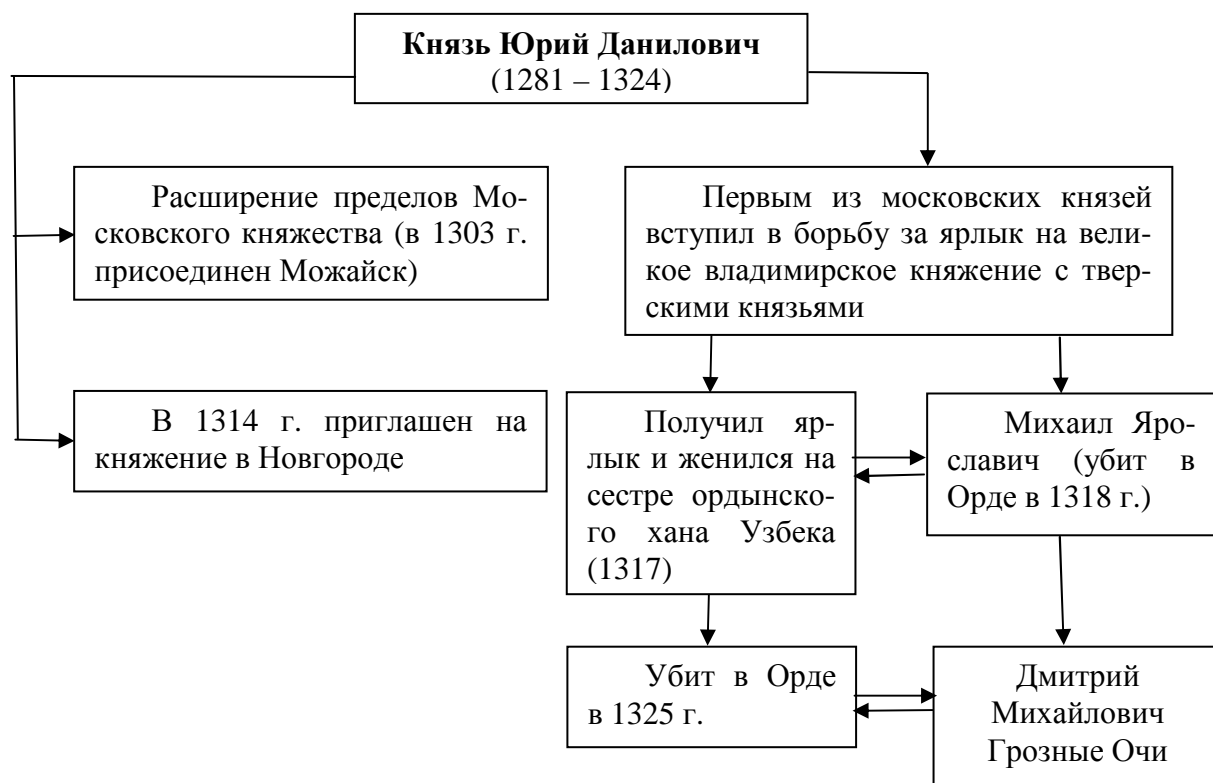 Князь Юрий Данилович
(1281 – 1324)
Расширение пределов Мо-
сковского княжества (в 1303 г.
присоединен Можайск)
Первым из московских князей
вступил в борьбу за ярлык на вели-
кое владимирское княжение с твер-
скими князьями
В 1314 г. приглашен на
княжение в Новгороде
Получил яр-
лык и женился на
сестре ордынско-
го хана Узбека
(1317)
Михаил Яро-
славич (убит в
Орде в 1318 г.)
Убит в Орде
в 1325 г.
Дмитрий
Михайлович
Грозные Очи